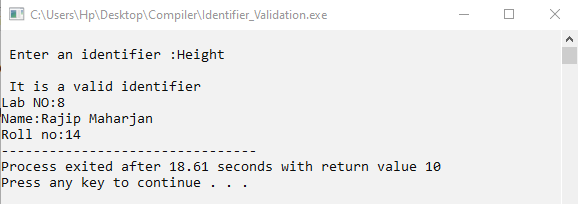 C:\Users\Hp\Desktop\Compiler\Identifier_Validation.exe
Enter an identifier :Height
It is a valid identifier
Lab NO:8
Name:Rajip Maharjan
Roll no:14
--------------------------------
Process exited after 18.61 seconds with return value 10
Press any key to continue . . .